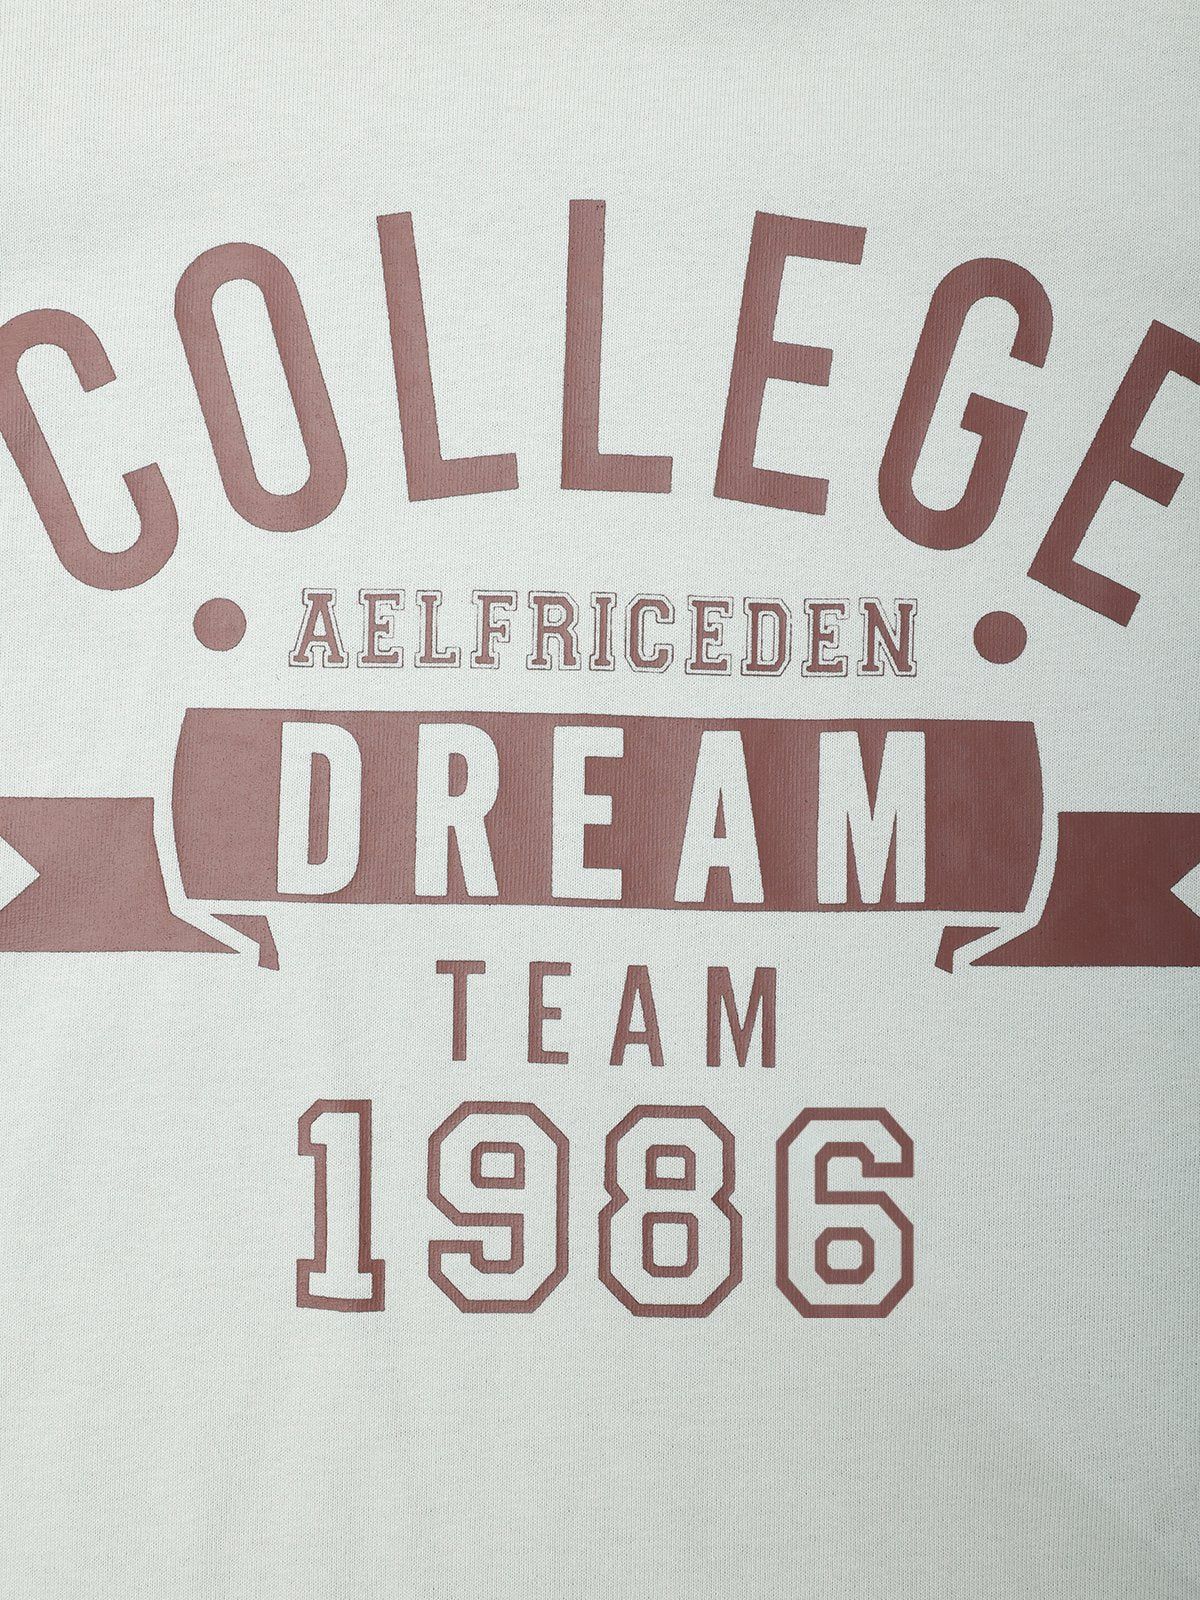 COLLEGE
AELFRICEDEN
DREAM
TEAM
1986